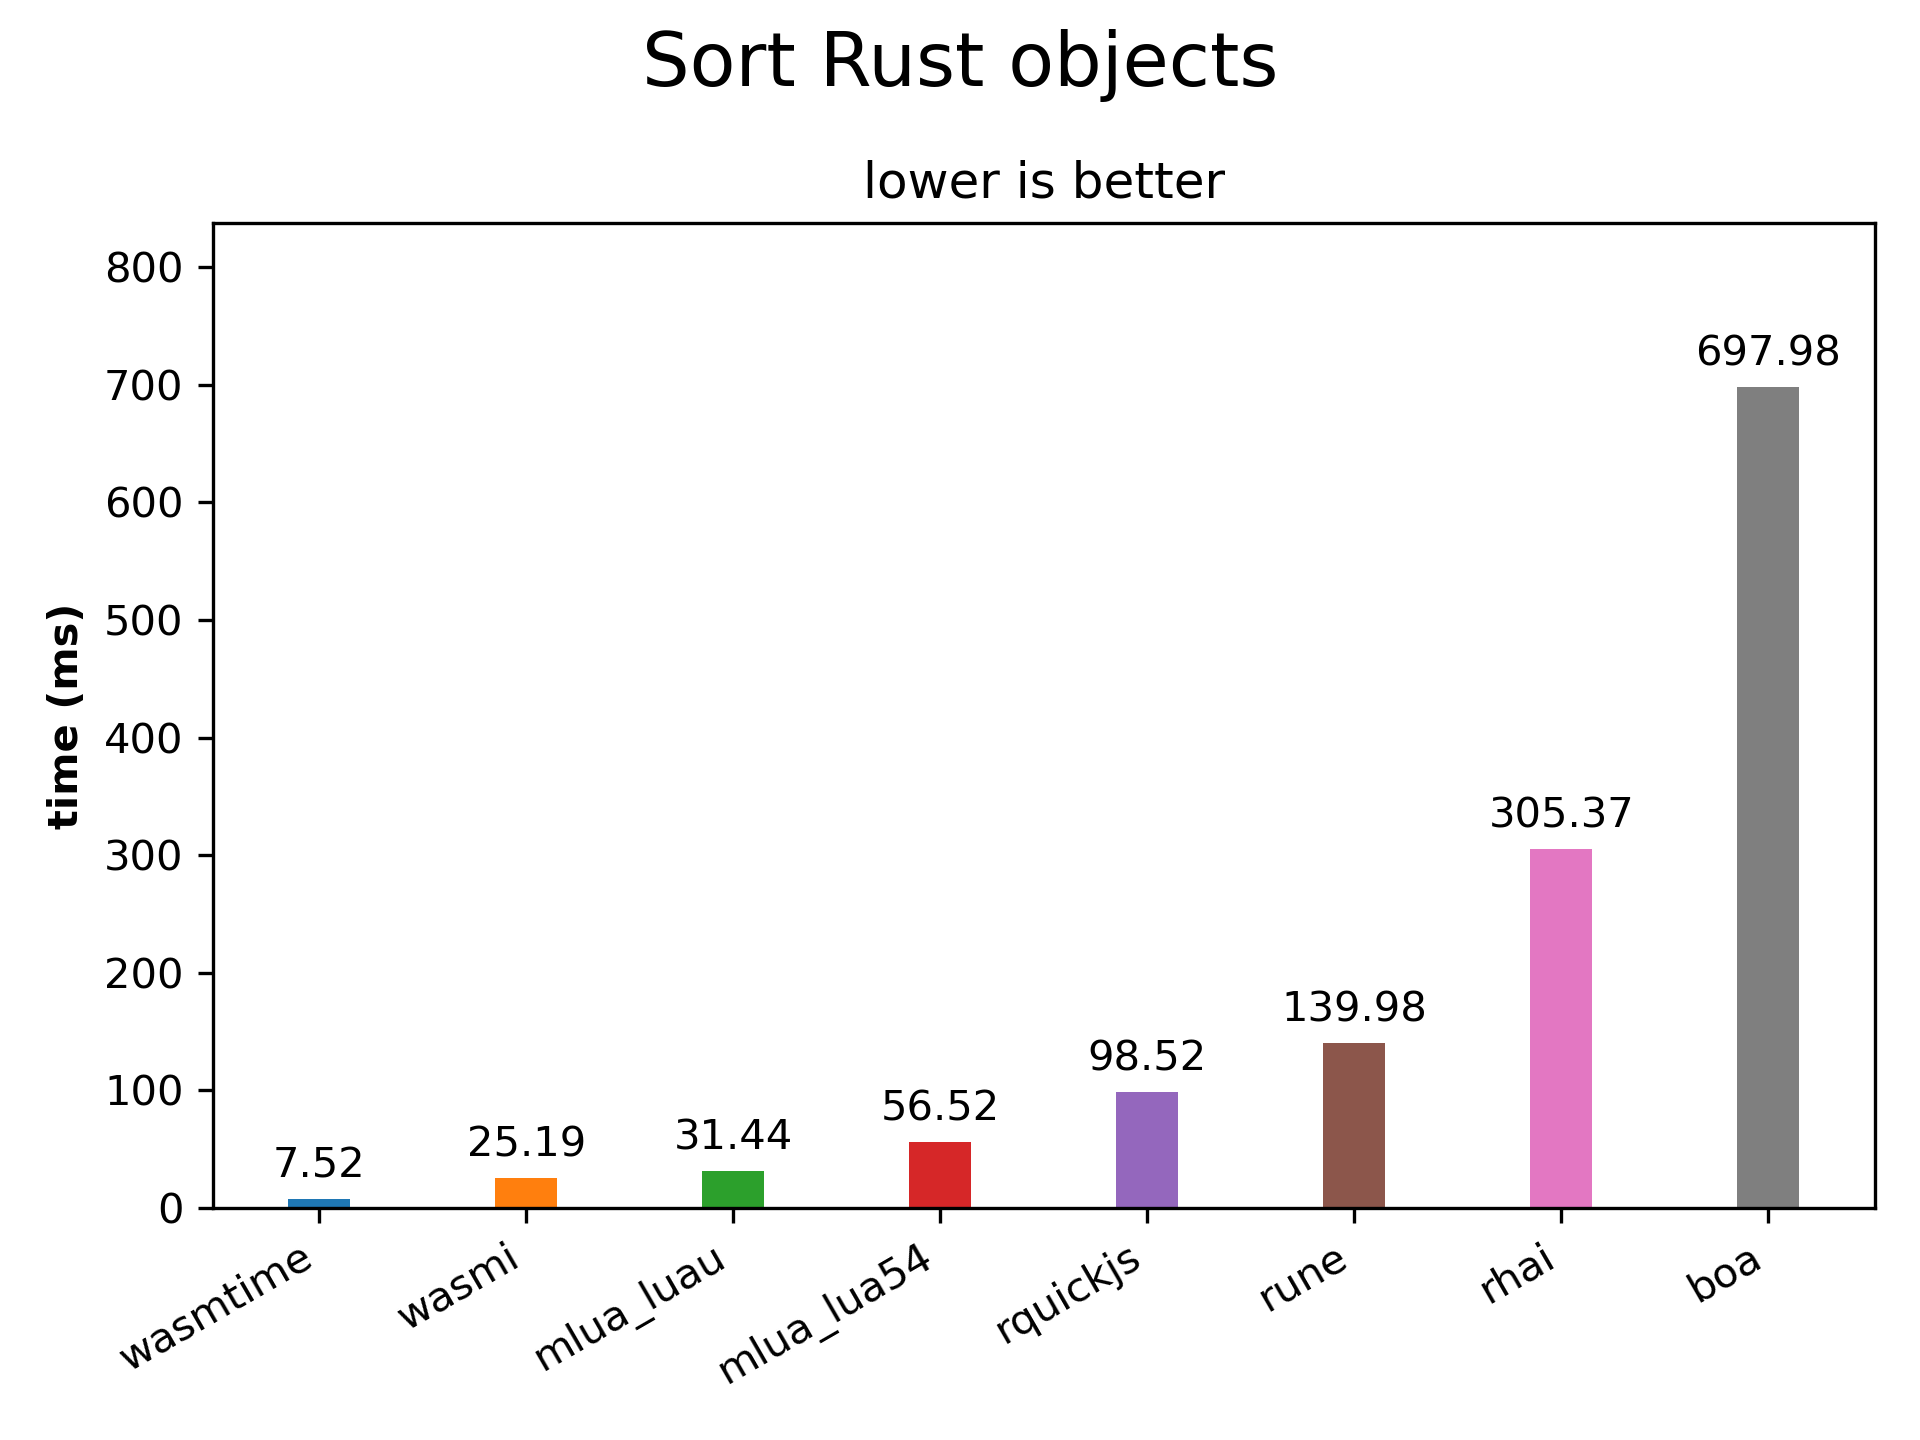 Sort Rust objects
lower is better
time (ms)
800
700
600
500
400
300
200
100
0
7.52
25.19
31.44
56.52
98.52
139.98
305.37
697.98
wasmtime
wasmi
mlua_luau
mlua_lua54
rquickjs
rune
rhai
boa